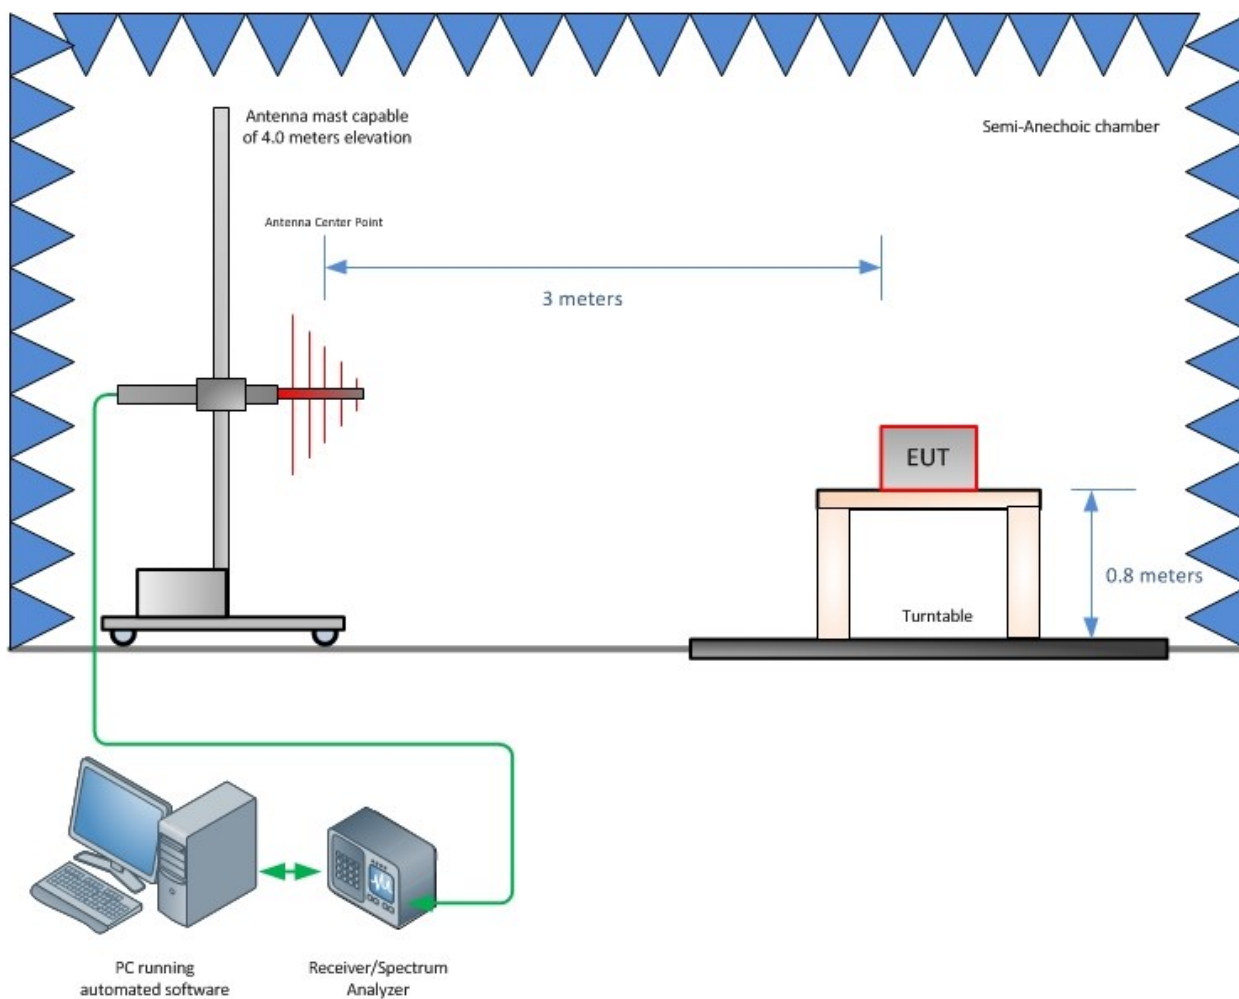 Antenna mast capable
of 4.0 meters elevation
Semi-Anechoic chamber
Antenna Center Point
3 meters
EUT
0.8 meters
Turntable
PC running
automated software
Receiver/Spectrum
Analyzer